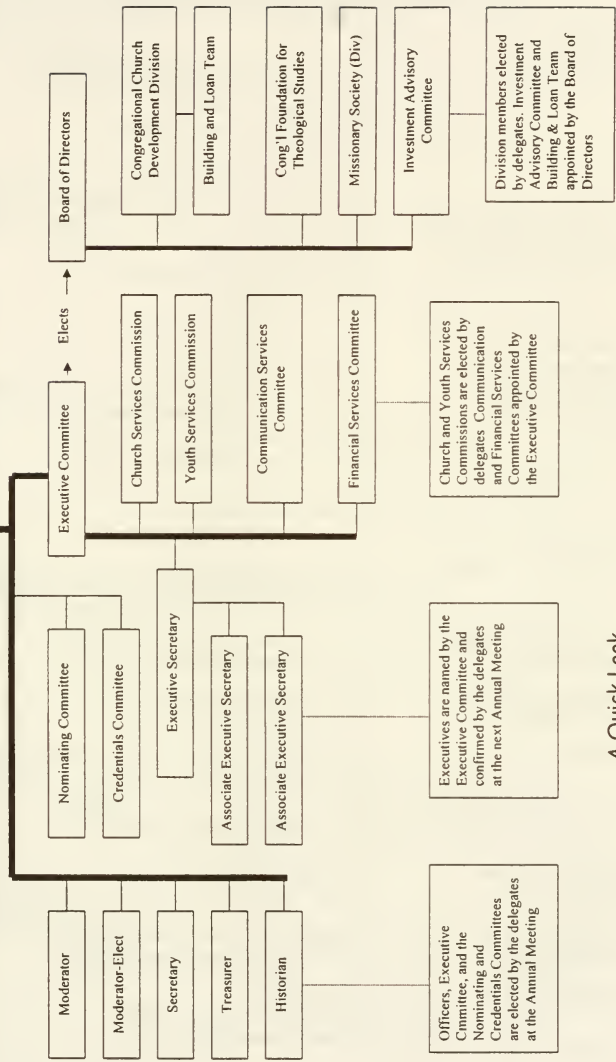 Moderator
Moderator-Elect
Secretary
Treasurer
Historian
Officers, Executive
Cmmittee, and the
Nominating and
Credentials Committees
are elected by the delegates
at the Annual Meeting
Nominating Committee
Credentials Committee
Executive Secretary
Associate Executive Secretary
Associate Executive Secretary
Executives are named by the
Executive Committee and
confirmed by the delegates
at the next Annual Meeting
Executive Committee
Church Services Commission
Youth Services Commission
Communication Services
Committee
Financial Services Committee
Church and Youth Services
Commissions are elected by
delegates Communication
and Financial Services
Committees appointed by
the Executive Committee
Elects
Board of Directors
Congregational Church
Development Division
Building and Loan Team
Cong'l Foundation for
Theological Studies
Missionary Society (Div)
Investment Advisory
Committee
Division members elected
by delegates. Investment
Advisory Committee and
Building & Loan Team
appointed by the Board of
Directors
A Quick Look